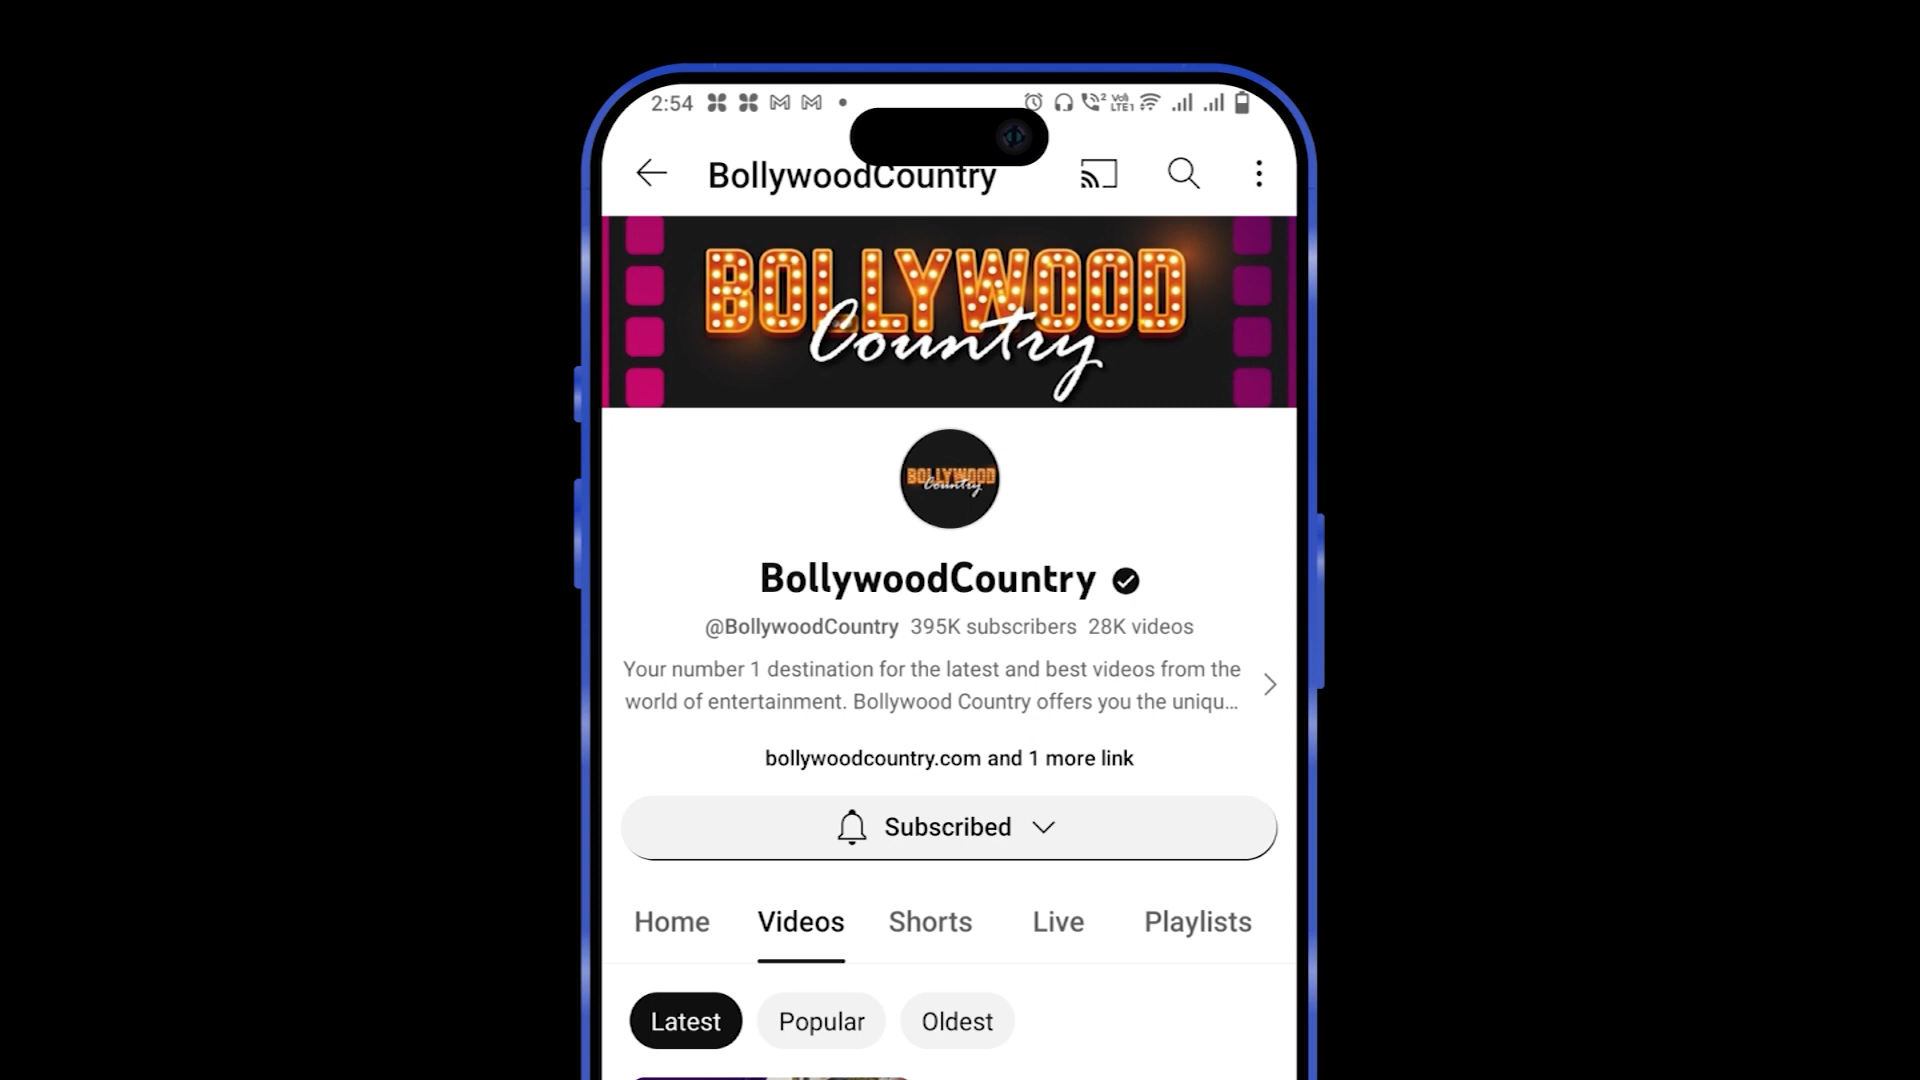 2:54
Vo)) LTE1
BollywoodCountry
BOLLYWOOD
Country
BOLLYWOOD
Country
BollywoodCountry
@BollywoodCountry 395K subscribers 28K videos
Your number 1 destination for the latest and best videos from the
world of entertainment. Bollywood Country offers you the uniqu...
bollywoodcountry.com and 1 more link
Subscribed
Home Videos Shorts Live Playlists
Latest Popular Oldest